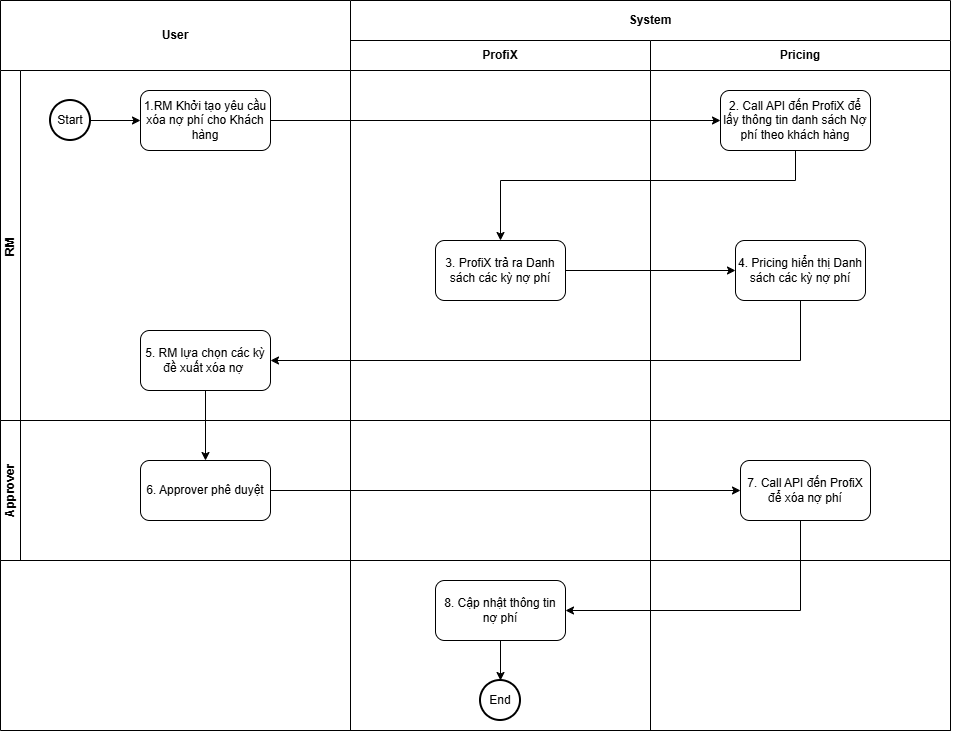 User
System
ProfiX
Pricing
RM
Start
1.RM Khởi tạo yêu cầu
xóa nợ phí cho Khách
hàng
2. Call API đến ProfiX để
lấy thông tin danh sách Nợ
phí theo khách hàng
3. ProfiX trả ra Danh
sách các kỳ nợ phí
4. Pricing hiển thị Danh
sách các kỳ nợ phí
5. RM lựa chọn các kỳ
đề xuất xóa nợ
Approver
6. Approver phê duyệt
7. Call API đến ProfiX
để xóa nợ phí
8. Cập nhật thông tin
nợ phí
End